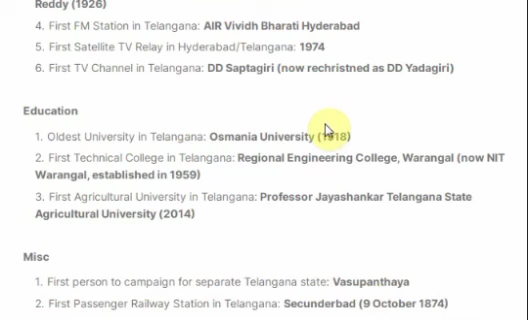 Reddy (1926)
4. First FM Station in Telangana: AIR Vividh Bharati Hyderabad
5. First Satellite TV Relay in Hyderabad/Telangana: 1974
6. First TV Channel in Telangana: DD Saptagiri (now rechristned as DD Yadagiri)
Education
1. Oldest University in Telangana: Osmania University (1918)
2. First Technical College in Telangana: Regional Engineering College, Warangal (now NIT
Warangal, established in 1959)
3. First Agricultural University in Telangana: Professor Jayashankar Telangana State
Agricultural University (2014)
Misc
1. First person to campaign for separate Telangana state: Vasupanthaya
2. First Passenger Railway Station in Telangana: Secunderbad (9 October 1874)